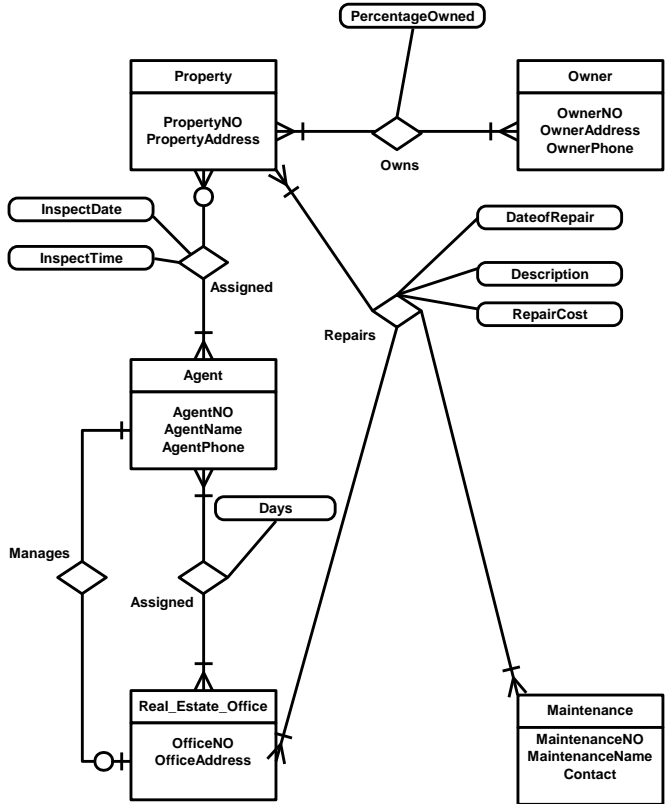 PercentageOwned
Property
PropertyNO
PropertyAddress
Owner
OwnerNO
OwnerAddress
OwnerPhone
Owns
InspectDate
InspectTime
Assigned
DateofRepair
Description
RepairCost
Repairs
Agent
AgentNO
AgentName
AgentPhone
Days
Manages
Assigned
Real_Estate_Office
OfficeNO
OfficeAddress
Maintenance
MaintenanceNO
MaintenanceName
Contact